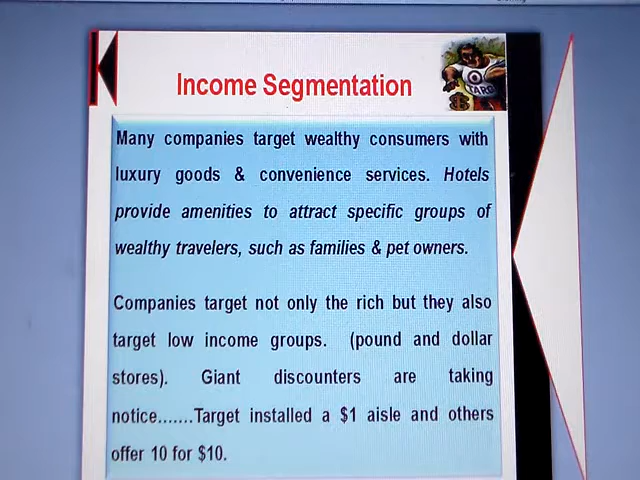 Income Segmentation
Many companies target wealthy consumers with
luxury goods & convenience services. Hotels
provide amenities to attract specific groups of
wealthy travelers, such as families & pet owners.
Companies target not only the rich but they also
target low income groups. (pound and dollar
stores). Giant discounters are taking
notice.......Target installed a $1 aisle and others
offer 10 for $10.